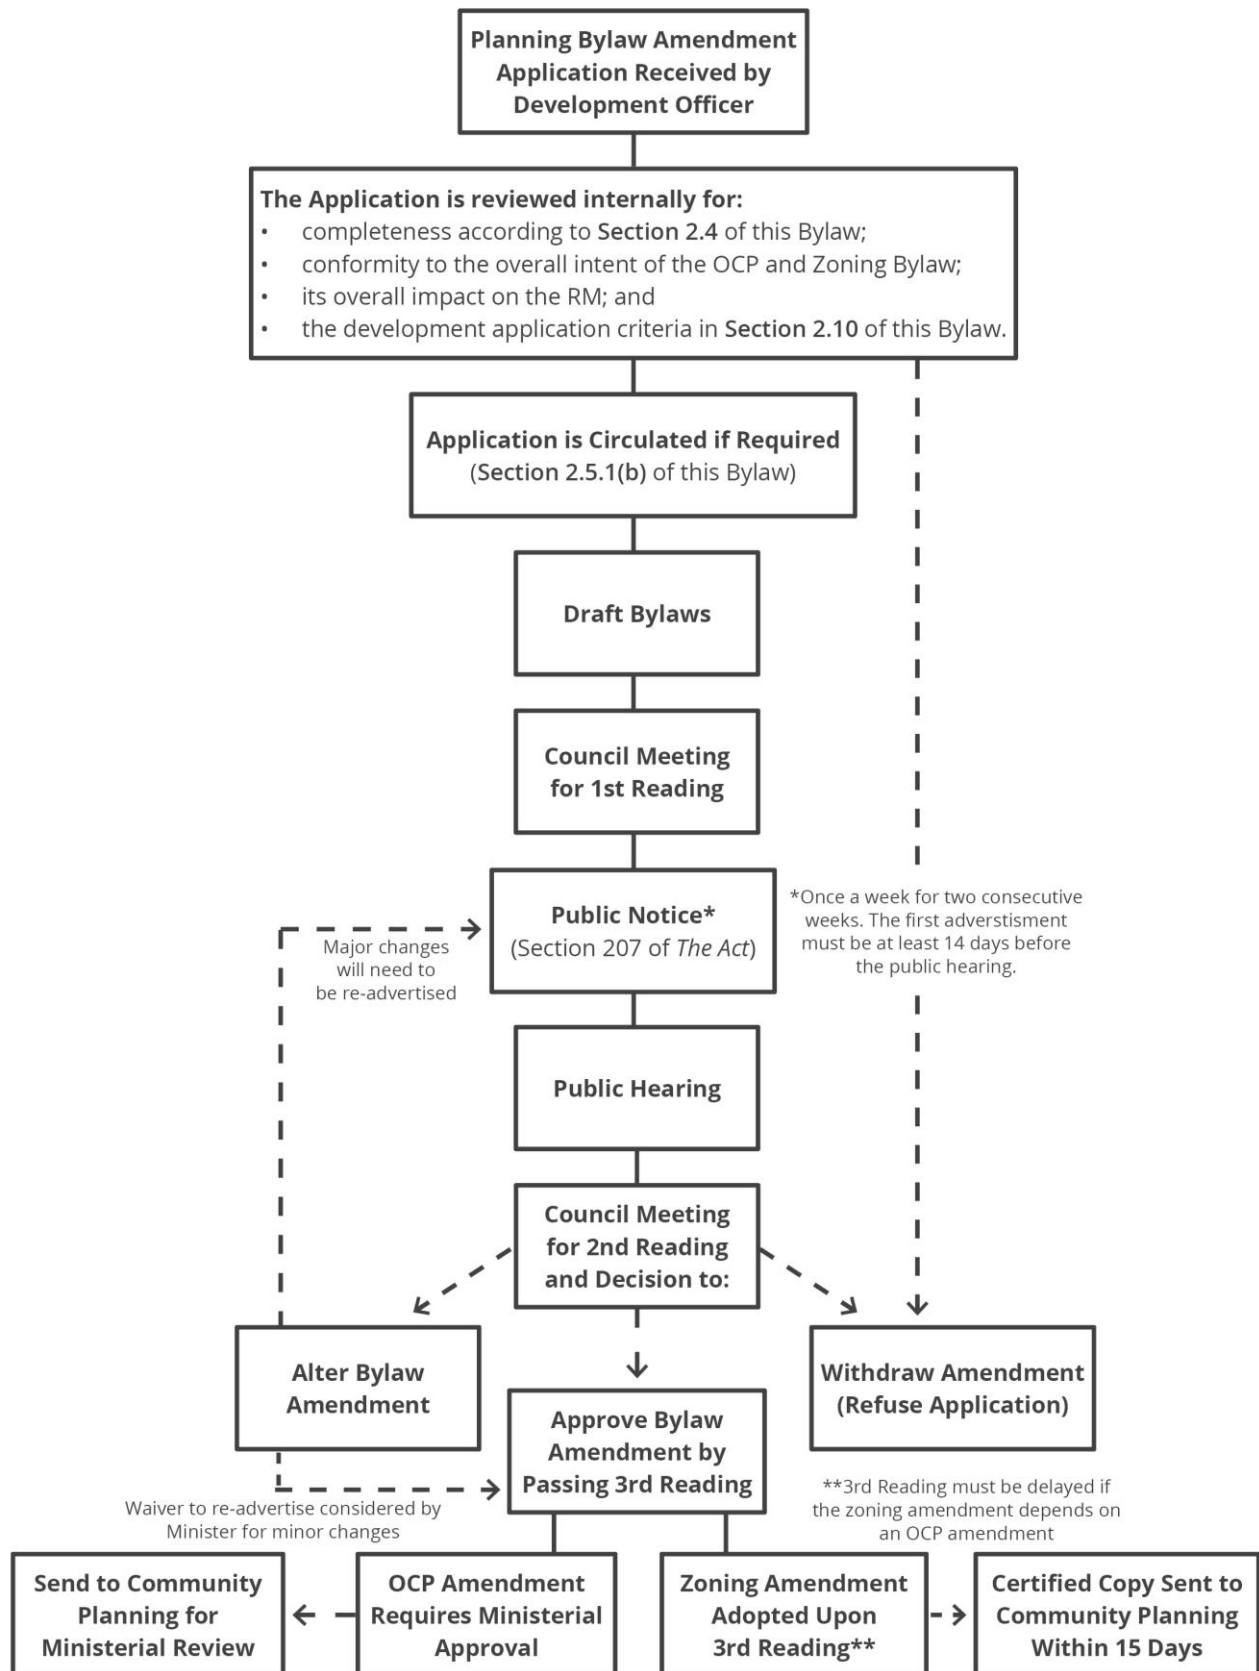 Planning Bylaw Amendment
Application Received by
Development Officer
The Application is reviewed internally for:
• completeness according to Section 2.4 of this Bylaw;
• conformity to the overall intent of the OCP and Zoning Bylaw;
• its overall impact on the RM; and
• the development application criteria in Section 2.10 of this Bylaw.
Application is Circulated if Required
(Section 2.5.1(b) of this Bylaw)
Draft Bylaws
Council Meeting
for 1st Reading
Public Notice*
(Section 207 of The Act)
*Once a week for two consecutive
weeks. The first adverstisment
must be at least 14 days before
the public hearing.
Major changes
will need to
be re-advertised
Public Hearing
Council Meeting
for 2nd Reading
and Decision to:
Alter Bylaw
Amendment
Approve Bylaw
Amendment by
Passing 3rd Reading
Withdraw Amendment
(Refuse Application)
Waiver to re-advertise considered by
Minister for minor changes
**3rd Reading must be delayed if
the zoning amendment depends on
an OCP amendment
Send to Community
Planning for
Ministerial Review
OCP Amendment
Requires Ministerial
Approval
Zoning Amendment
Adopted Upon
3rd Reading**
Certified Copy Sent to
Community Planning
Within 15 Days